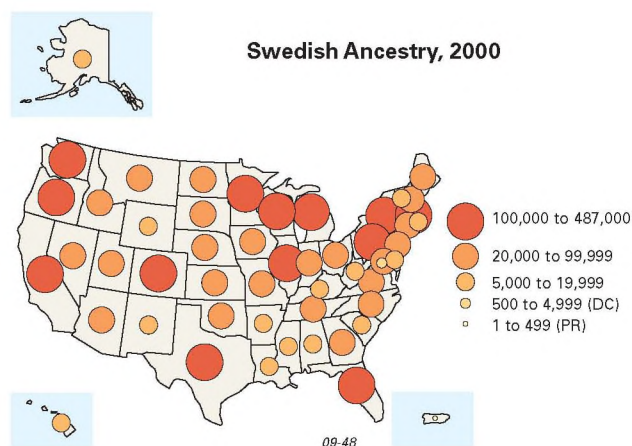 Swedish Ancestry, 2000
100,000 to 487,000
20,000 to 99,999
5,000 to 19,999
500 to 4,999 (DC)
1 to 499 (PR)
09-48